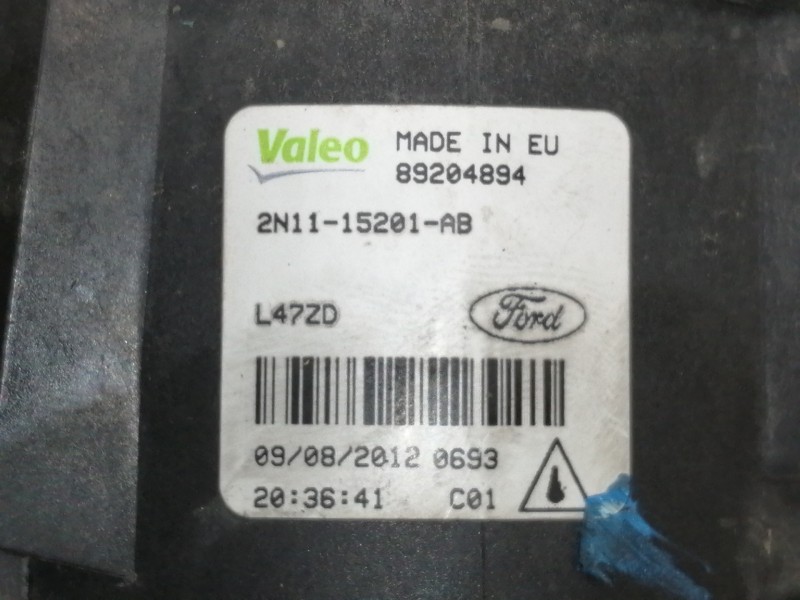 Valeo MADE IN EU
89204894
2N11-15201-AB
L47ZD Ford
09/08/2012 0693
20:36:41 C01